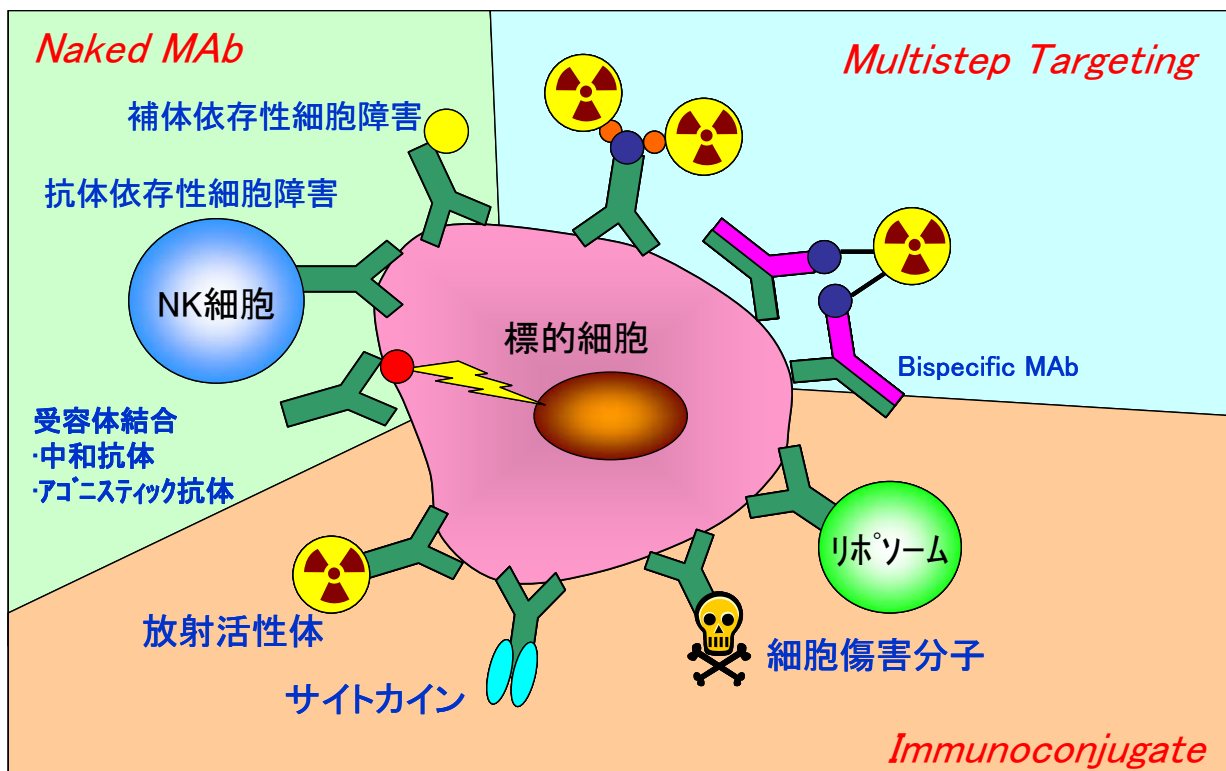 Naked MAb
Multistep Targeting
補体依存性細胞障害
抗体依存性細胞障害
NK細胞
標的細胞
Bispecific MAb
受容体結合
・中和抗体
・アゴニスティック抗体
リポソーム
放射活性体
細胞傷害分子
サイトカイン
Immunoconjugate